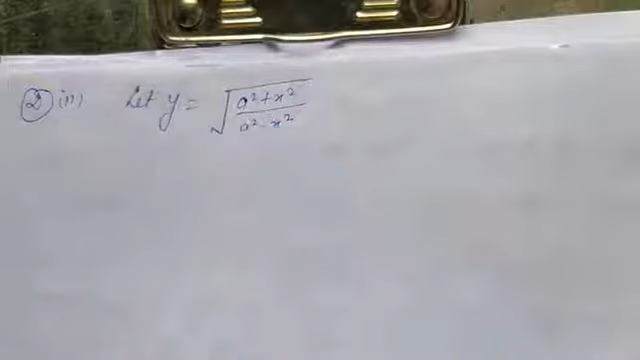 ② (ii) Let y = √((a²+x²)/(a²-x²))